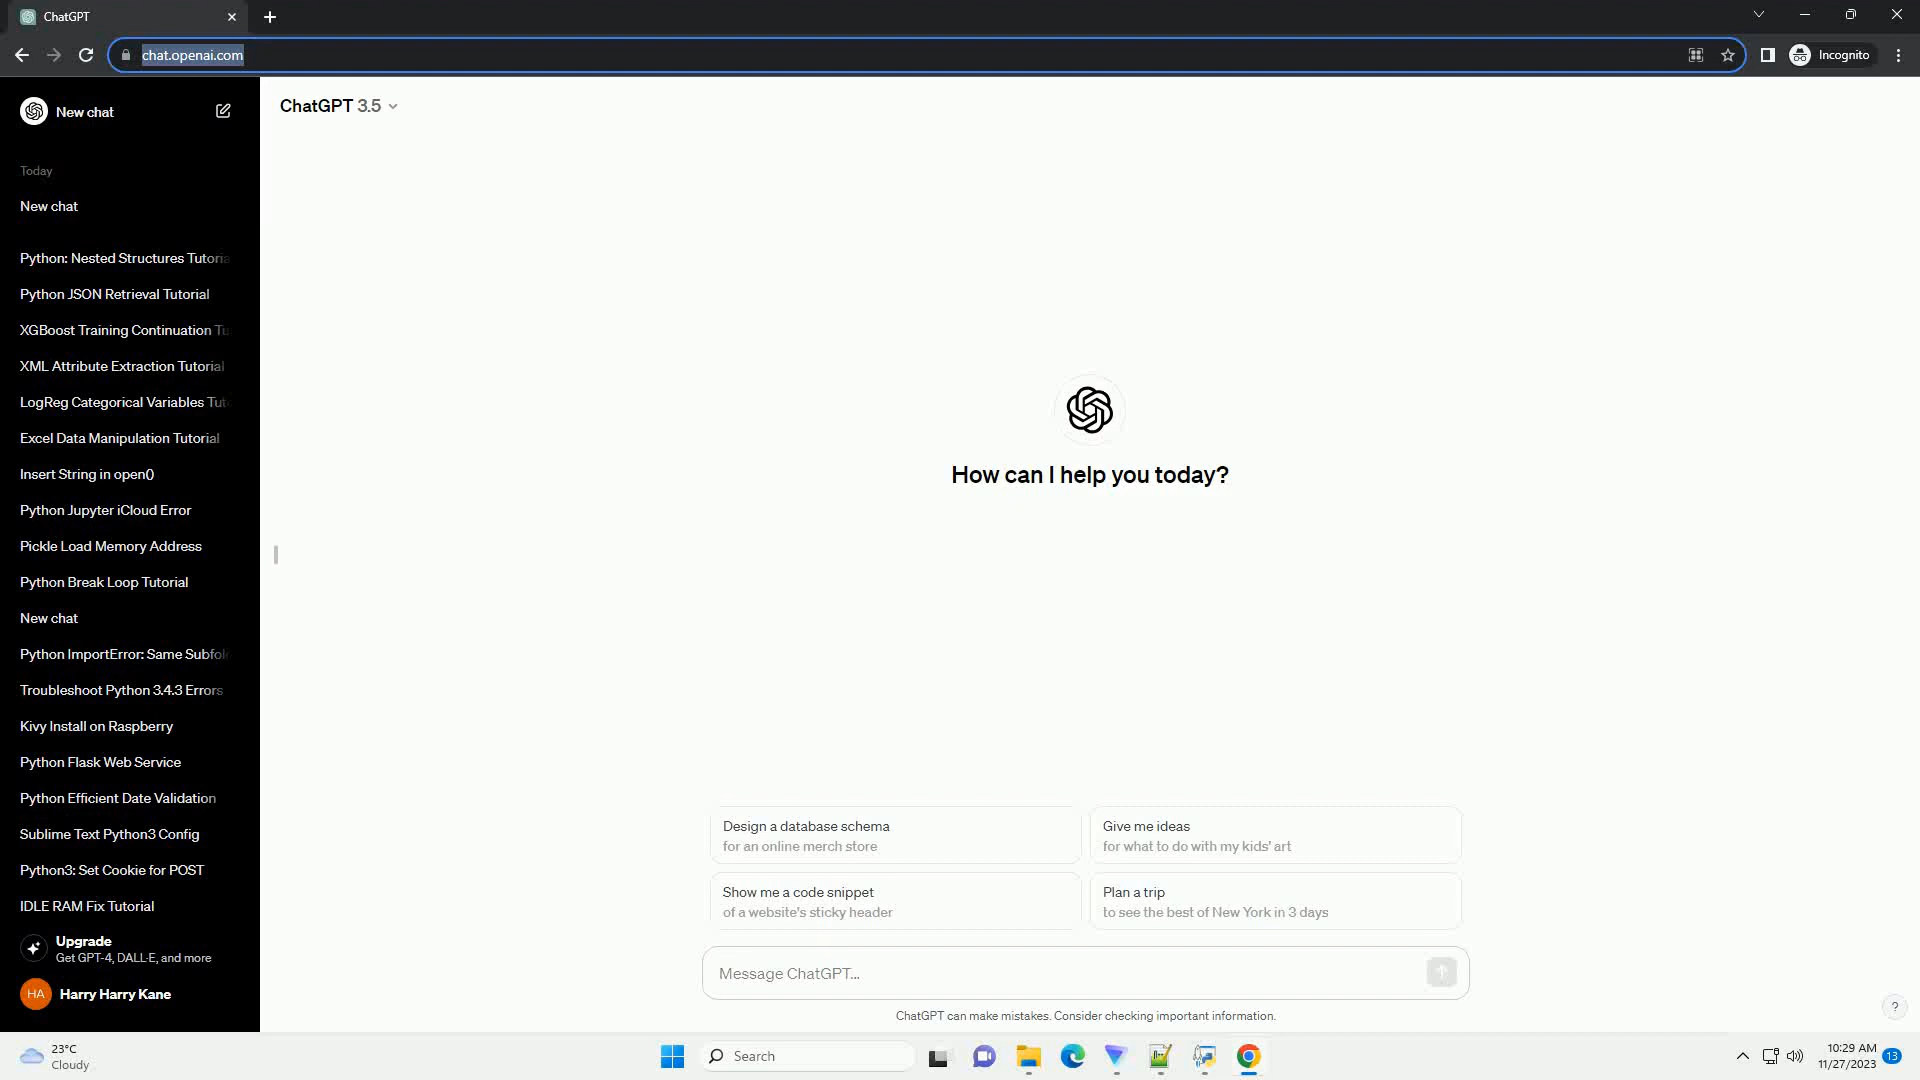 ChatGPT
chat.openai.com
Incognito
New chat
ChatGPT 3.5
Today
New chat
Python: Nested Structures Tutoria
Python JSON Retrieval Tutorial
XGBoost Training Continuation Tu
XML Attribute Extraction Tutorial
LogReg Categorical Variables Tuto
Excel Data Manipulation Tutorial
Insert String in open()
Python Jupyter iCloud Error
Pickle Load Memory Address
Python Break Loop Tutorial
New chat
Python ImportError: Same Subfol
Troubleshoot Python 3.4.3 Errors
Kivy Install on Raspberry
Python Flask Web Service
Python Efficient Date Validation
Sublime Text Python3 Config
Python3: Set Cookie for POST
IDLE RAM Fix Tutorial
Upgrade
Get GPT-4, DALL·E, and more
HA
Harry Harry Kane
How can I help you today?
Design a database schema
for an online merch store
Give me ideas
for what to do with my kids' art
Show me a code snippet
of a website's sticky header
Plan a trip
to see the best of New York in 3 days
Message ChatGPT...
ChatGPT can make mistakes. Consider checking important information.
?
23°C
Cloudy
Search
10:29 AM
11/27/2023
13